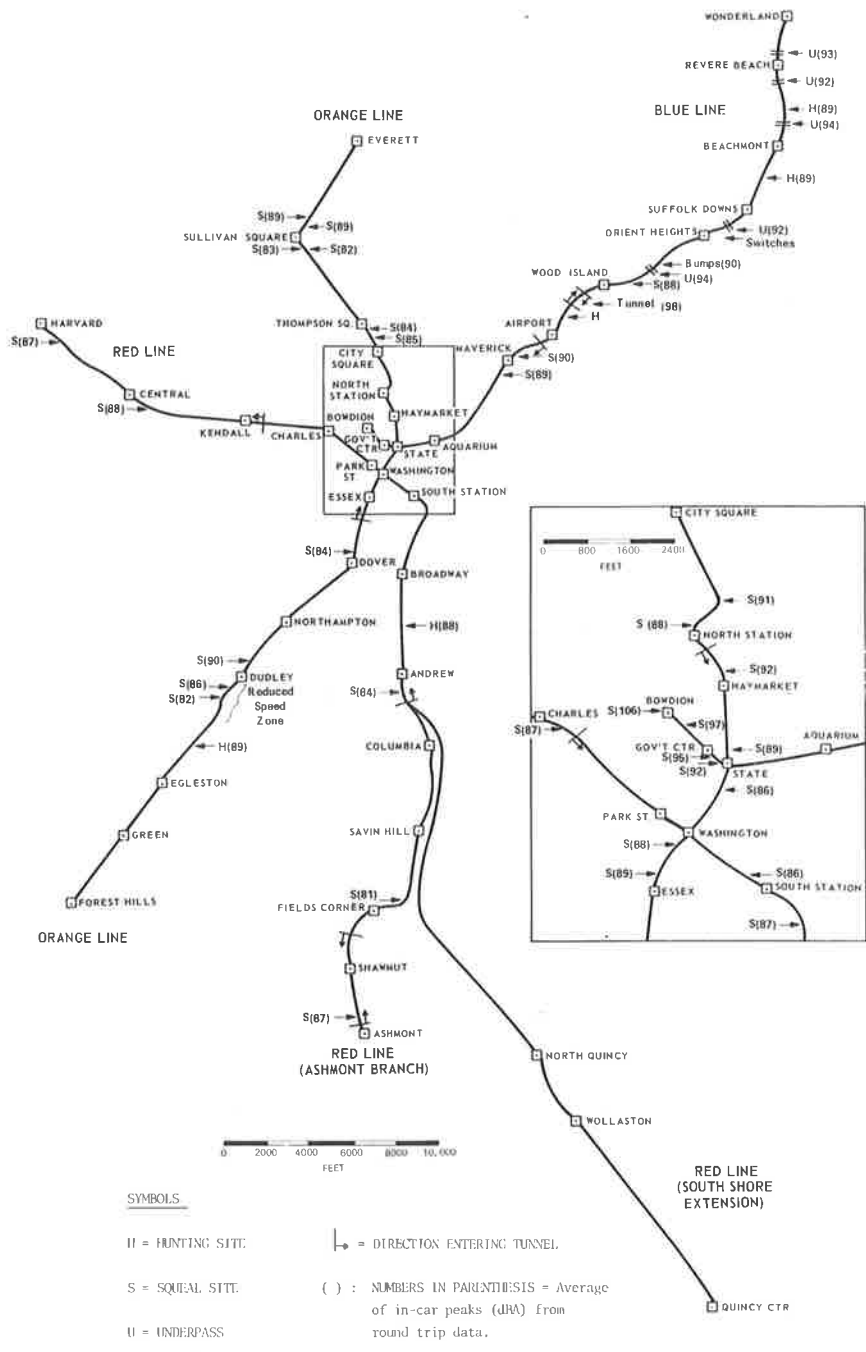 WONDERLAND
U(93)
REVERE BEACH
U(92)
BLUE LINE
H(89)
U(94)
ORANGE LINE
EVERETT
BEACHMONT
H(89)
S(89)
S(89)
SUFFOLK DOWNS
U(92)
SULLIVAN SQUARE
S(83)
S(82)
ORIENT HEIGHTS
Switches
Bumps(90)
WOOD ISLAND
U(94)
S(88)
Tunnel (98)
H
HARVARD
S(87)
RED LINE
THOMPSON SQ.
S(84)
S(85)
AIRPORT
CITY
SQUARE
MAVERICK
S(90)
S(89)
CENTRAL
S(88)
NORTH
STATION
KENDALL
CHARLES
BOWDION
HAYMARKET
GOV'T
CTR
STATE
AQUARIUM
PARK
ST.
WASHINGTON
ESSEX
SOUTH STATION
S(84)
DOVER
BROADWAY
NORTHAMPTON
H(88)
S(90)
DUDLEY
S(86)
S(82)
Reduced
Speed
Zone
ANDREW
S(84)
H(89)
COLUMBIA
EGLESTON
GREEN
SAVIN HILL
FOREST HILLS
S(81)
FIELDS CORNER
ORANGE LINE
SHAWMUT
S(87)
ASHMONT
RED LINE
(ASHMONT BRANCH)
NORTH QUINCY
WOLLASTON
RED LINE
(SOUTH SHORE
EXTENSION)
QUINCY CTR
CITY SQUARE
0 800 1600 2400
FEET
S(91)
S(88)
NORTH STATION
S(92)
HAYMARKET
CHARLES
S(87)
BOWDION
S(106)
S(97)
GOV'T CTR
S(95)
S(92)
S(89)
AQUARIUM
STATE
S(86)
PARK ST.
WASHINGTON
S(88)
S(89)
S(86)
ESSEX
SOUTH STATION
S(87)
0 2000 4000 6000 8000 10,000
FEET
SYMBOLS
H = HUNTING SITE
= DIRECTION ENTERING TUNNEL
S = SQUEAL SITE
( ) : NUMBERS IN PARENTHESIS = Average
of in-car peaks (dBA) from
round trip data.
U = UNDERPASS